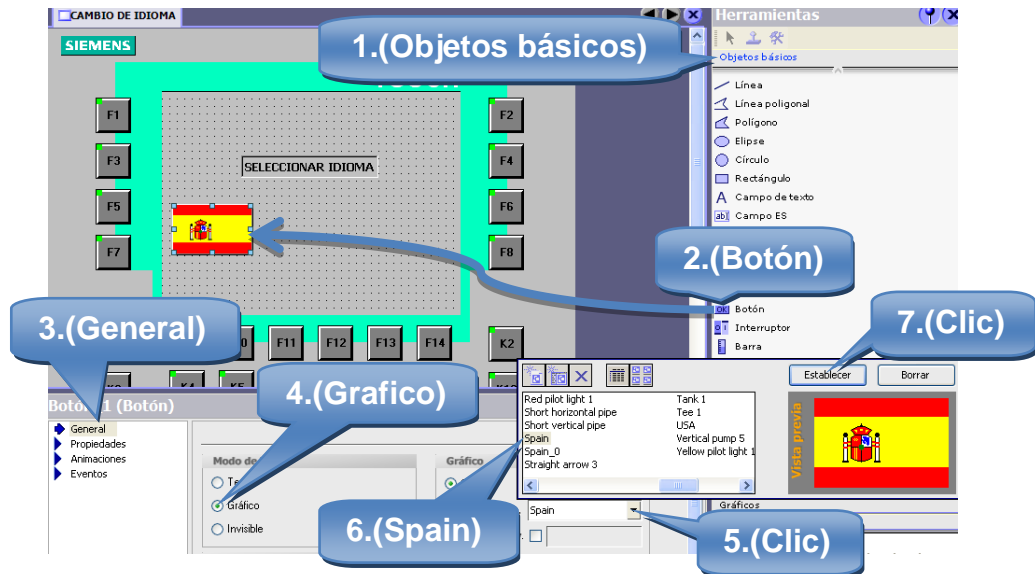 CAMBIO DE IDIOMA
Herramientas
SIEMENS
1.(Objetos básicos)
Objetos básicos
Línea
Línea poligonal
Polígono
Elipse
Círculo
Rectángulo
A Campo de texto
ab Campo ES
F1
F2
F3
SELECCIONAR IDIOMA
F4
F5
F6
F7
F8
2.(Botón)
OK Botón
Interruptor
Barra
3.(General)
7.(Clic)
F11
F12
F13
F14
K2
4.(Grafico)
Establecer
Borrar
Red pilot light 1
Short horizontal pipe
Short vertical pipe
Spain
Spain_0
Straight arrow 3
Tank 1
Tee 1
USA
Vertical pump 5
Yellow pilot light 1
Vista previa
(Botón)
General
Propiedades
Animaciones
Eventos
Modo de
Gráfico
Gráfico
Invisible
6.(Spain)
Spain
5.(Clic)
Gráficos